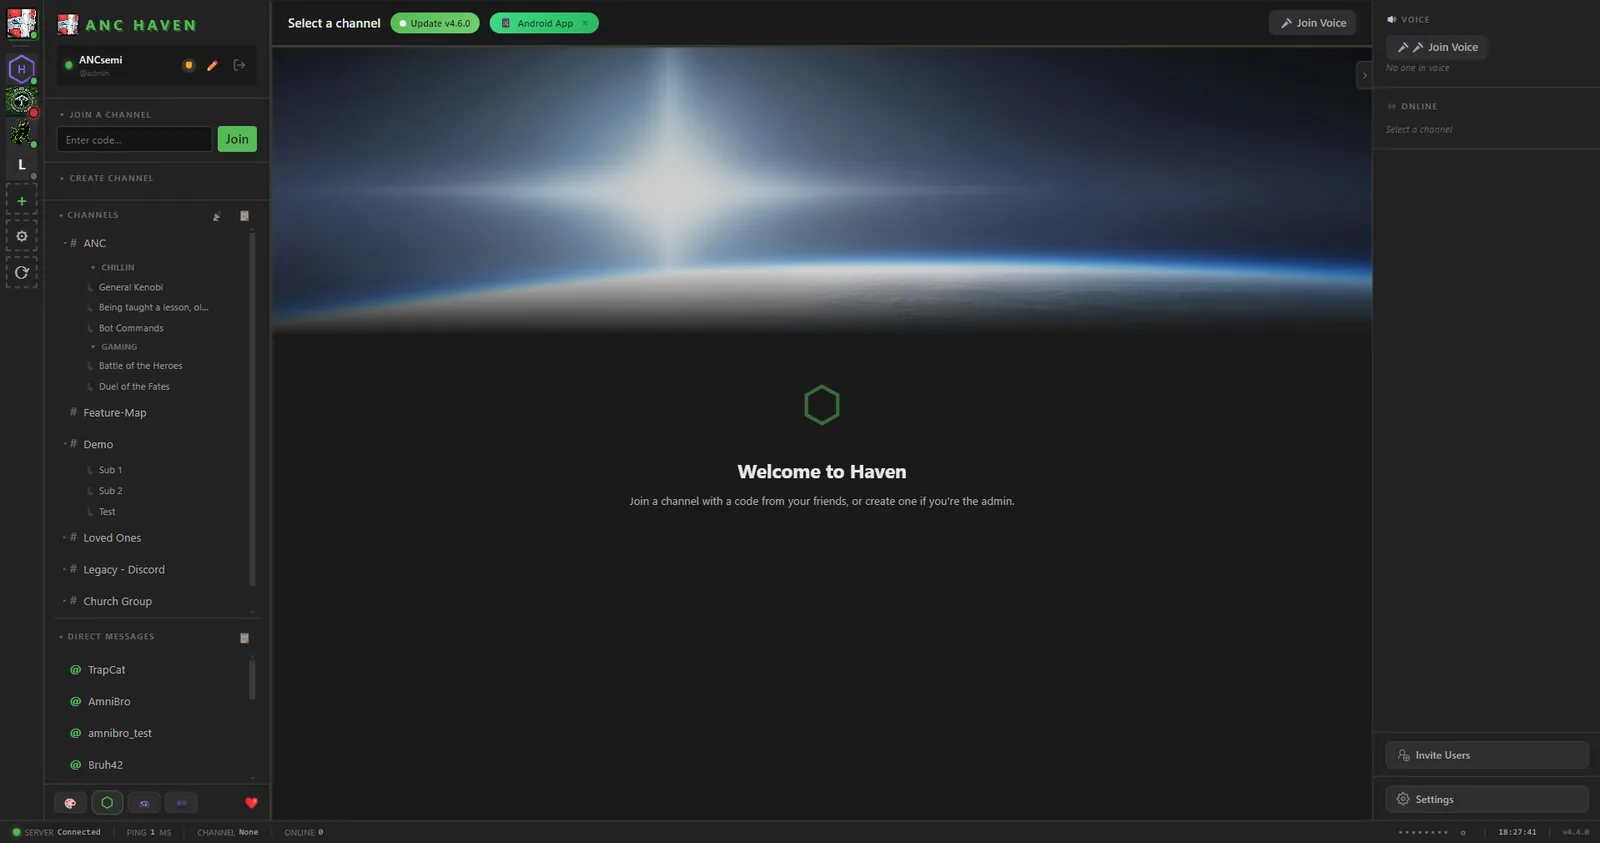 ANC HAVEN
ANCsemi
@admin
JOIN A CHANNEL
Enter code...
Join
CREATE CHANNEL
CHANNELS
# ANC
CHILLIN
General Kenobi
Being taught a lesson, ol...
Bot Commands
GAMING
Battle of the Heroes
Duel of the Fates
# Feature-Map
# Demo
Sub 1
Sub 2
Test
# Loved Ones
# Legacy - Discord
# Church Group
DIRECT MESSAGES
@ TrapCat
@ AmniBro
@ amnibro_test
@ Bruh42
H
L
+
Select a channel
Update v4.6.0
Android App ×
Join Voice
Welcome to Haven
Join a channel with a code from your friends, or create one if you're the admin.
VOICE
Join Voice
No one in voice
ONLINE
Select a channel
Invite Users
Settings
SERVER Connected
PING 1 MS
CHANNEL None
ONLINE 0
18:27:41
v4.4.0